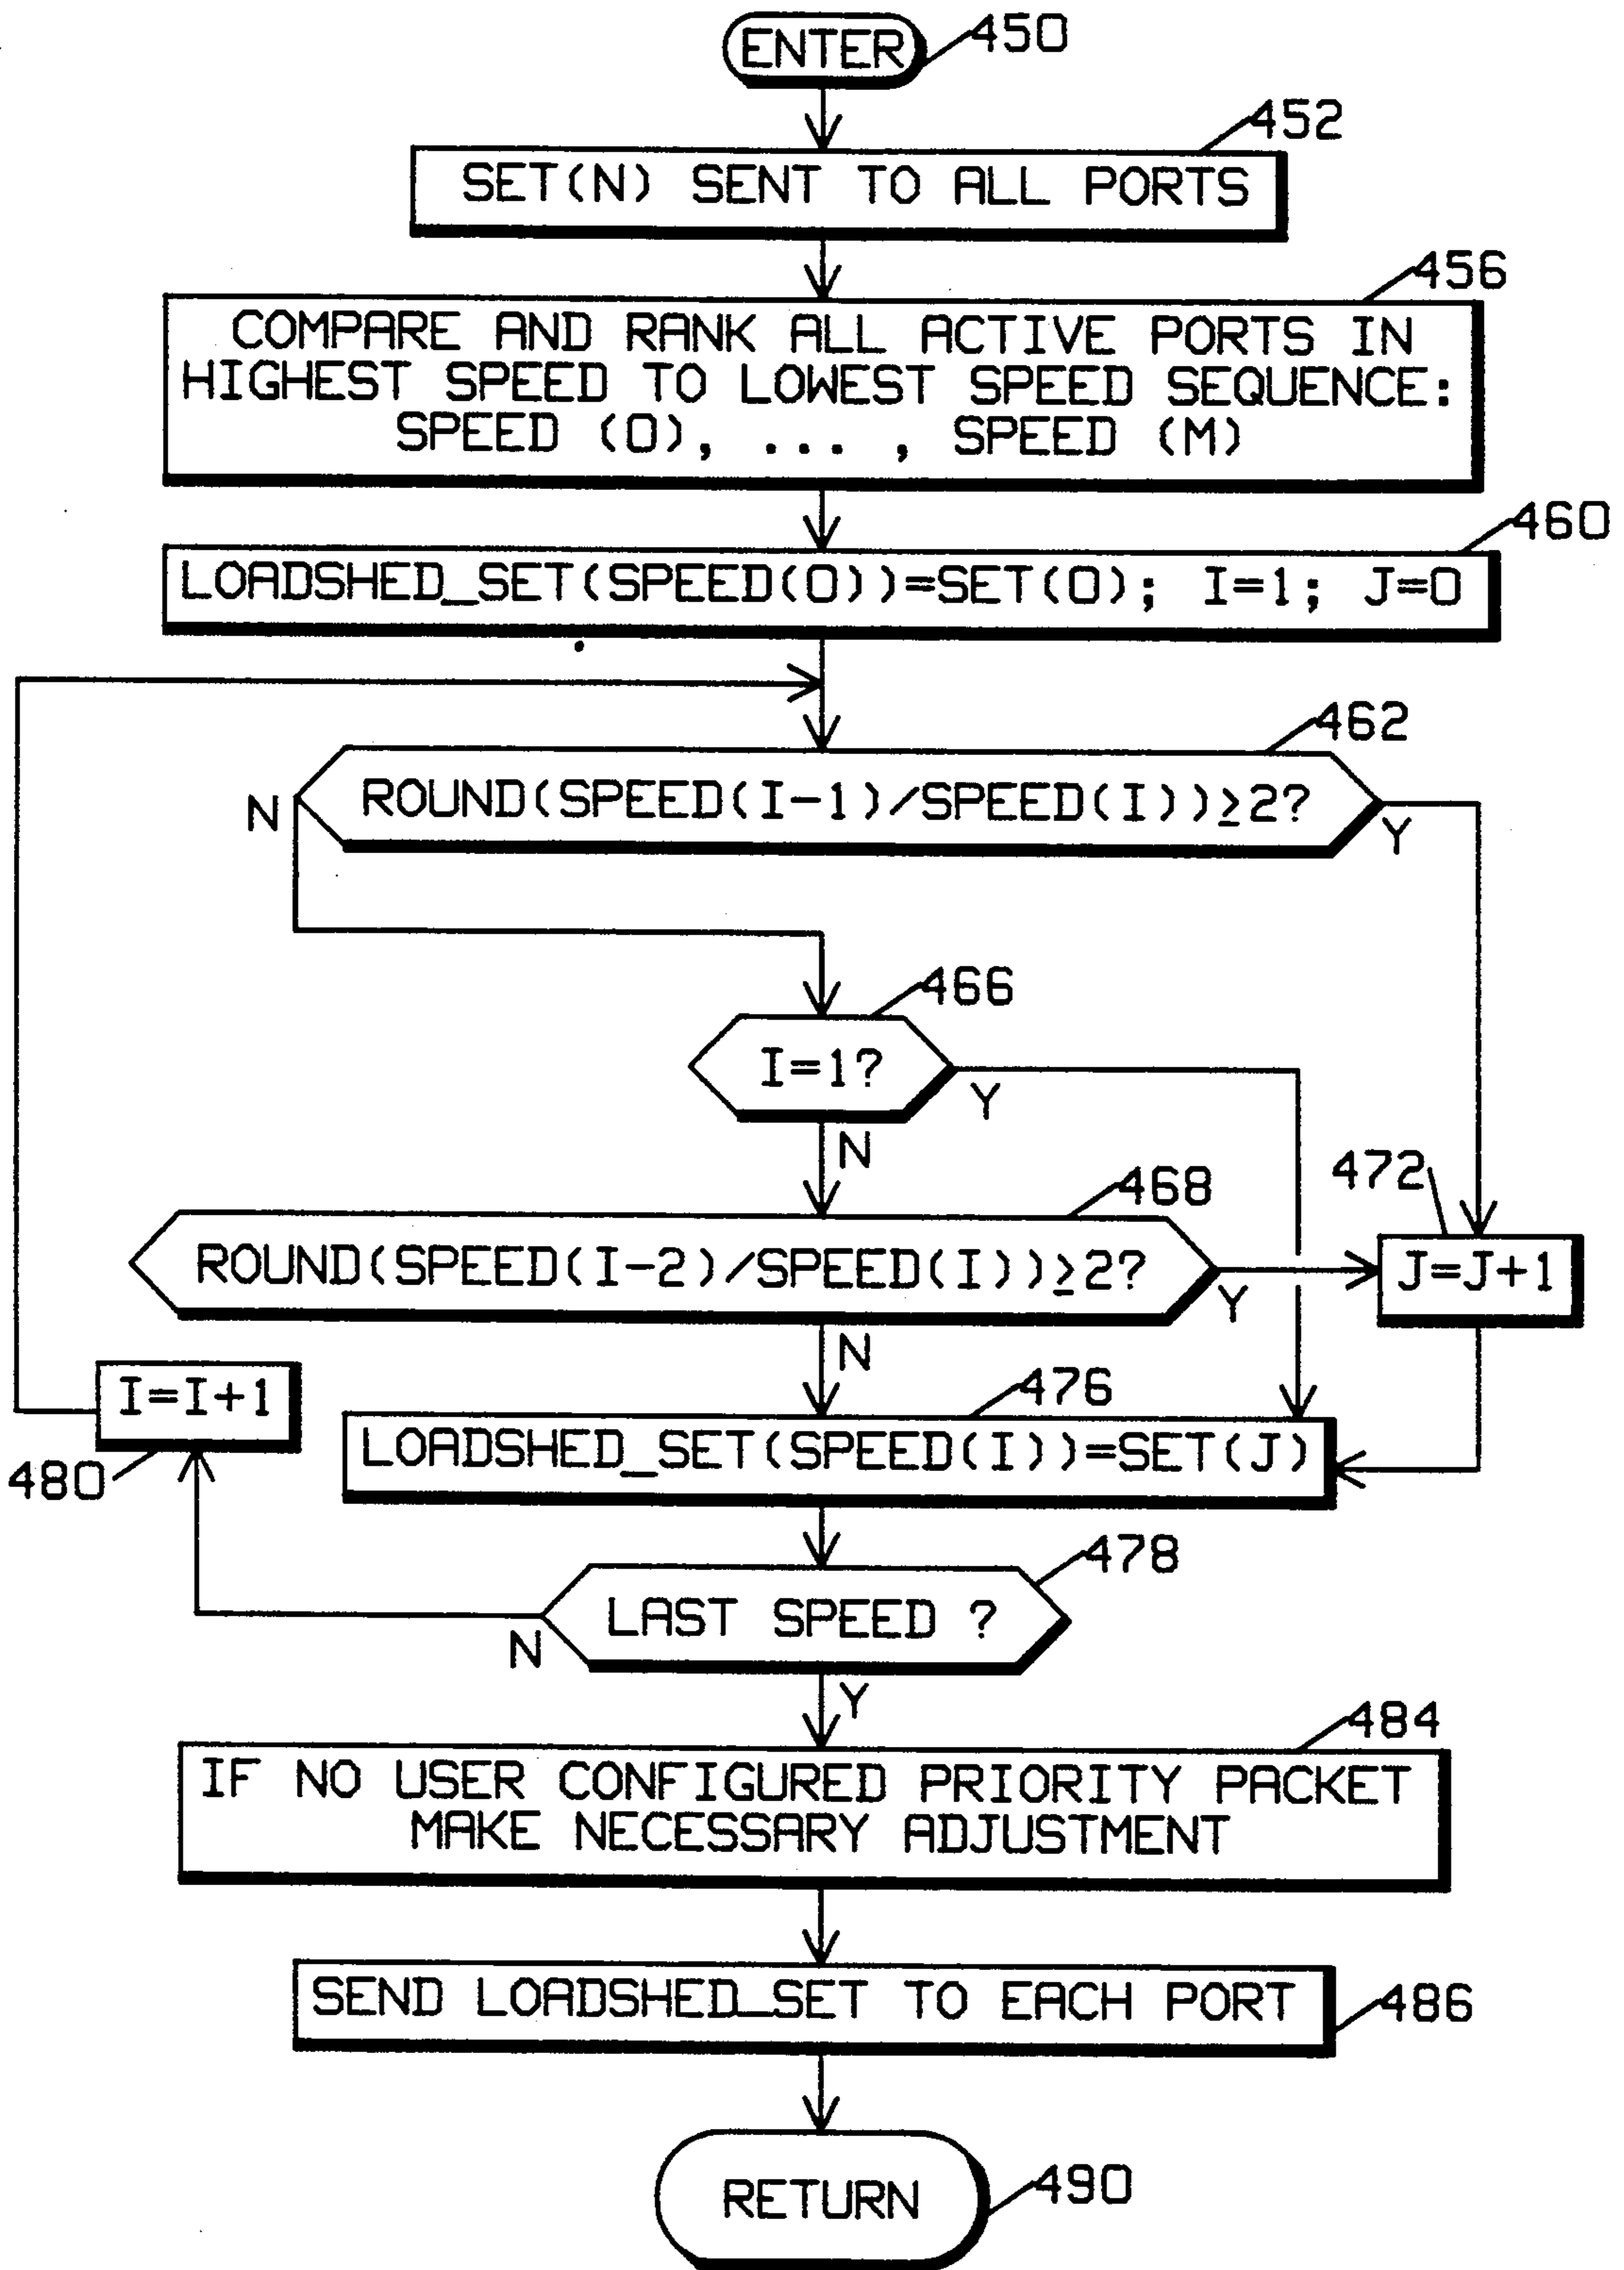 ENTER
450
452
SET(N) SENT TO ALL PORTS
456
COMPARE AND RANK ALL ACTIVE PORTS IN
HIGHEST SPEED TO LOWEST SPEED SEQUENCE:
SPEED (0), ... , SPEED (M)
460
LOADSHED_SET(SPEED(0))=SET(0); I=1; J=0
462
ROUND(SPEED(I-1)/SPEED(I))≥2?
N
Y
466
I=1?
Y
N
468
472
ROUND(SPEED(I-2)/SPEED(I))≥2?
Y
J=J+1
N
476
I=I+1
480
LOADSHED_SET(SPEED(I))=SET(J)
478
LAST SPEED ?
N
Y
484
IF NO USER CONFIGURED PRIORITY PACKET
MAKE NECESSARY ADJUSTMENT
SEND LOADSHED_SET TO EACH PORT
486
RETURN
490